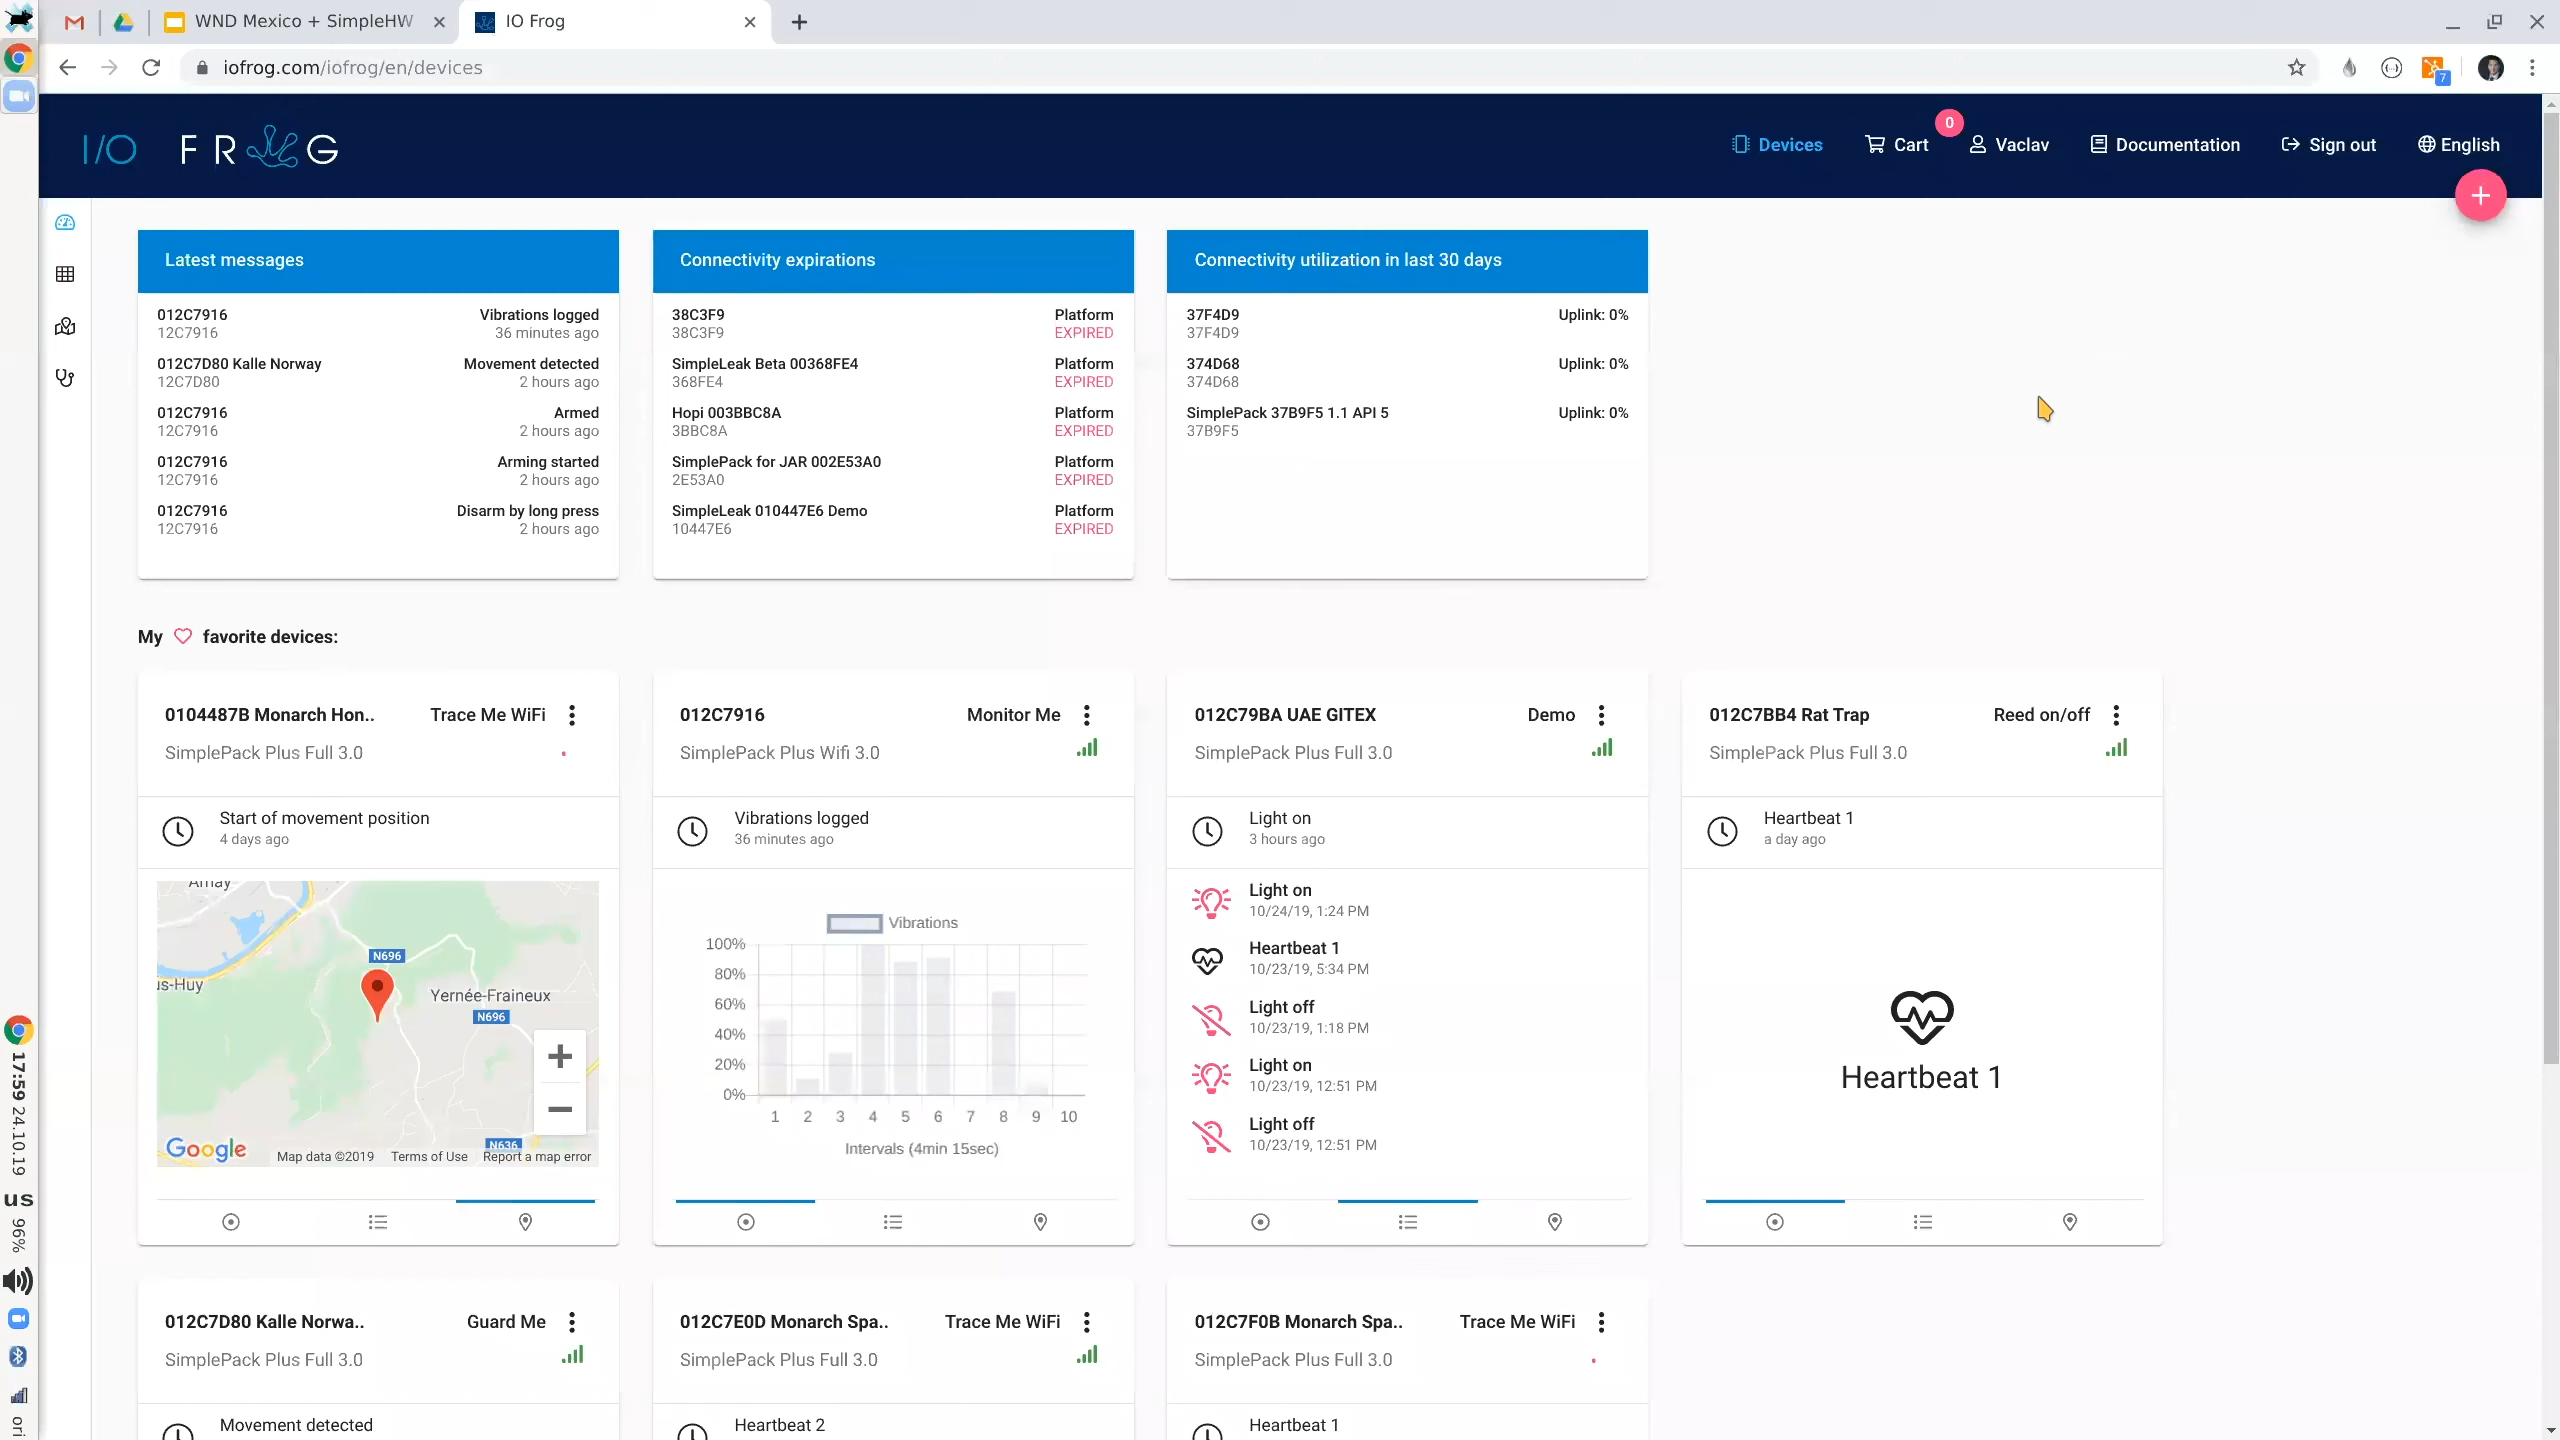 WND Mexico + SimpleHW
IO Frog
iofrog.com/iofrog/en/devices
7
I/O FROG
Devices
Cart
0
Vaclav
Documentation
Sign out
English
Latest messages
012C7916 Vibrations logged
12C7916 36 minutes ago
012C7D80 Kalle Norway Movement detected
12C7D80 2 hours ago
012C7916 Armed
12C7916 2 hours ago
012C7916 Arming started
12C7916 2 hours ago
012C7916 Disarm by long press
12C7916 2 hours ago
Connectivity expirations
38C3F9 Platform
38C3F9 EXPIRED
SimpleLeak Beta 00368FE4 Platform
368FE4 EXPIRED
Hopi 003BBC8A Platform
3BBC8A EXPIRED
SimplePack for JAR 002E53A0 Platform
2E53A0 EXPIRED
SimpleLeak 010447E6 Demo Platform
10447E6 EXPIRED
Connectivity utilization in last 30 days
37F4D9 Uplink: 0%
37F4D9
374D68 Uplink: 0%
374D68
SimplePack 37B9F5 1.1 API 5 Uplink: 0%
37B9F5
My favorite devices:
0104487B Monarch Hon.. Trace Me WiFi
SimplePack Plus Full 3.0
Start of movement position
4 days ago
Amay
us-Huy
N696
Yernée-Fraineux
N696
N636
Google
Map data ©2019 Terms of Use Report a map error
012C7916 Monitor Me
SimplePack Plus Wifi 3.0
Vibrations logged
36 minutes ago
Vibrations
100%
80%
60%
40%
20%
0%
1 2 3 4 5 6 7 8 9 10
Intervals (4min 15sec)
012C79BA UAE GITEX Demo
SimplePack Plus Full 3.0
Light on
3 hours ago
Light on
10/24/19, 1:24 PM
Heartbeat 1
10/23/19, 5:34 PM
Light off
10/23/19, 1:18 PM
Light on
10/23/19, 12:51 PM
Light off
10/23/19, 12:51 PM
012C7BB4 Rat Trap Reed on/off
SimplePack Plus Full 3.0
Heartbeat 1
a day ago
Heartbeat 1
012C7D80 Kalle Norwa.. Guard Me
SimplePack Plus Full 3.0
Movement detected
012C7E0D Monarch Spa.. Trace Me WiFi
SimplePack Plus Full 3.0
Heartbeat 2
012C7F0B Monarch Spa.. Trace Me WiFi
SimplePack Plus Full 3.0
Heartbeat 1
17:59 24.10.19
us
96%
ori